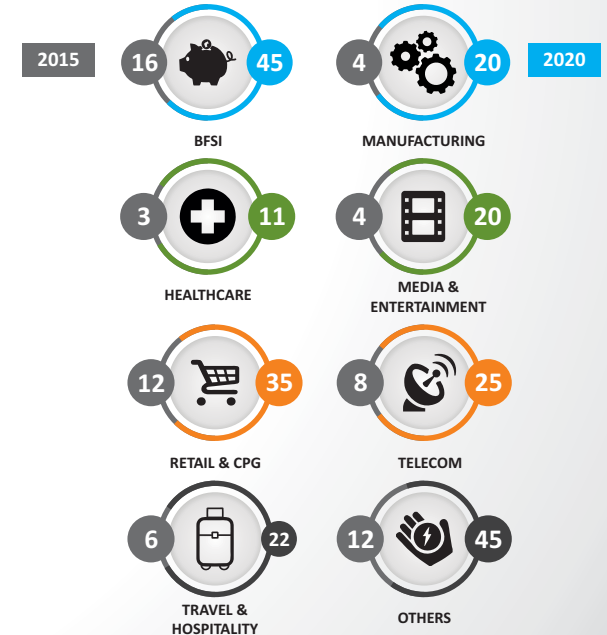 2015
16
45
4
20
2020
BFSI
MANUFACTURING
3
11
4
20
HEALTHCARE
MEDIA &
ENTERTAINMENT
12
35
8
25
RETAIL & CPG
TELECOM
6
22
12
45
TRAVEL &
HOSPITALITY
OTHERS